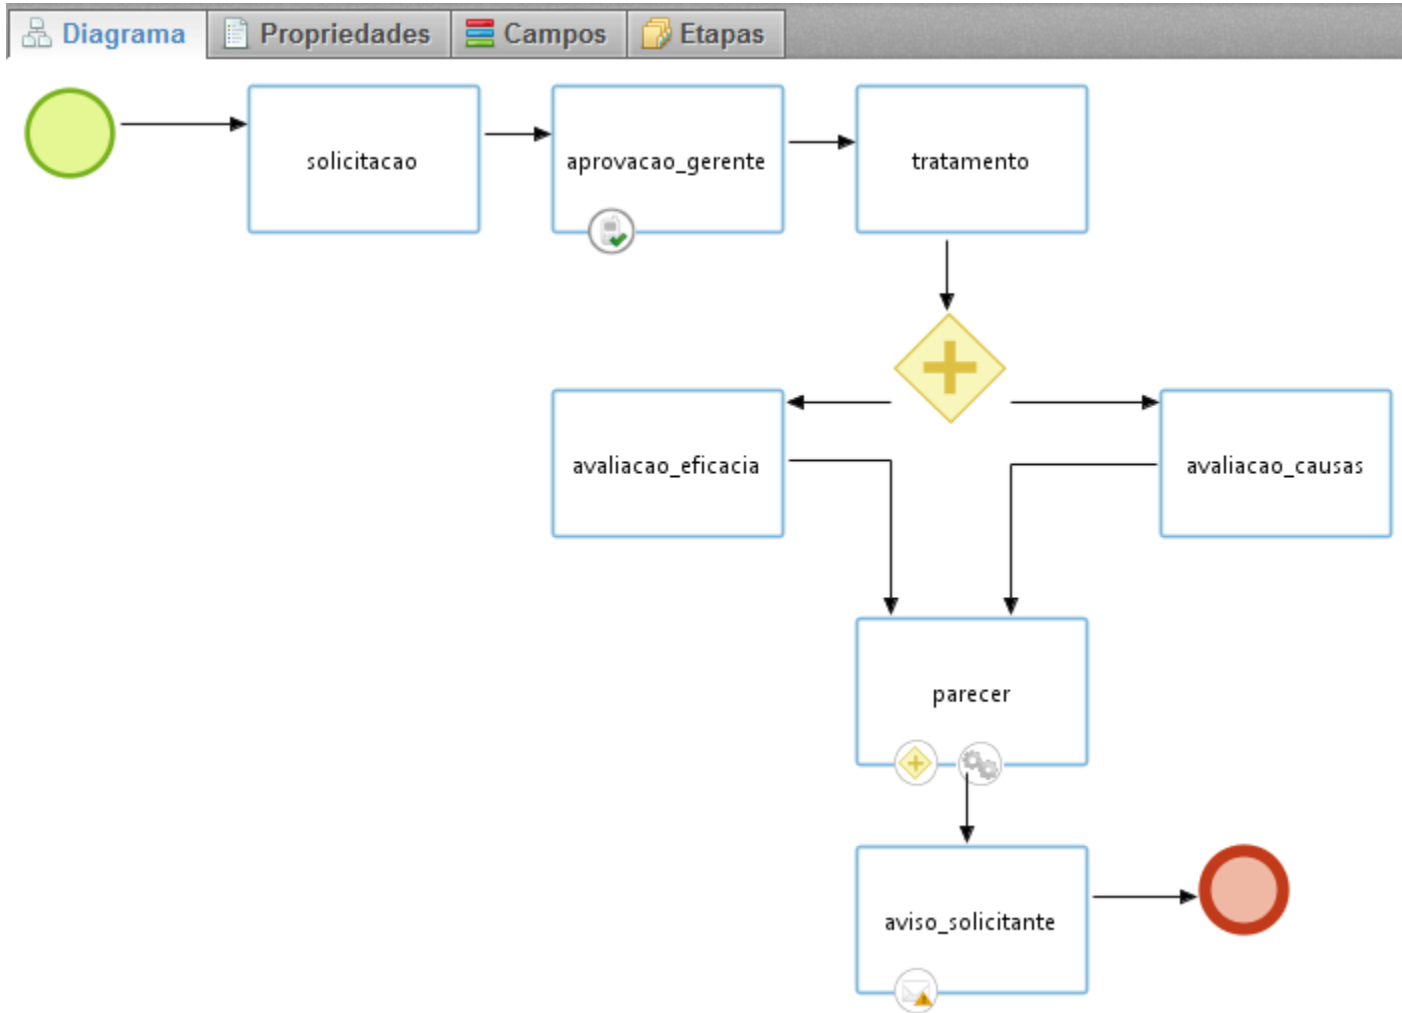 Diagrama
Propriedades
Campos
Etapas
solicitacao
aprovacao_gerente
tratamento
avaliacao_eficacia
avaliacao_causas
parecer
aviso_solicitante